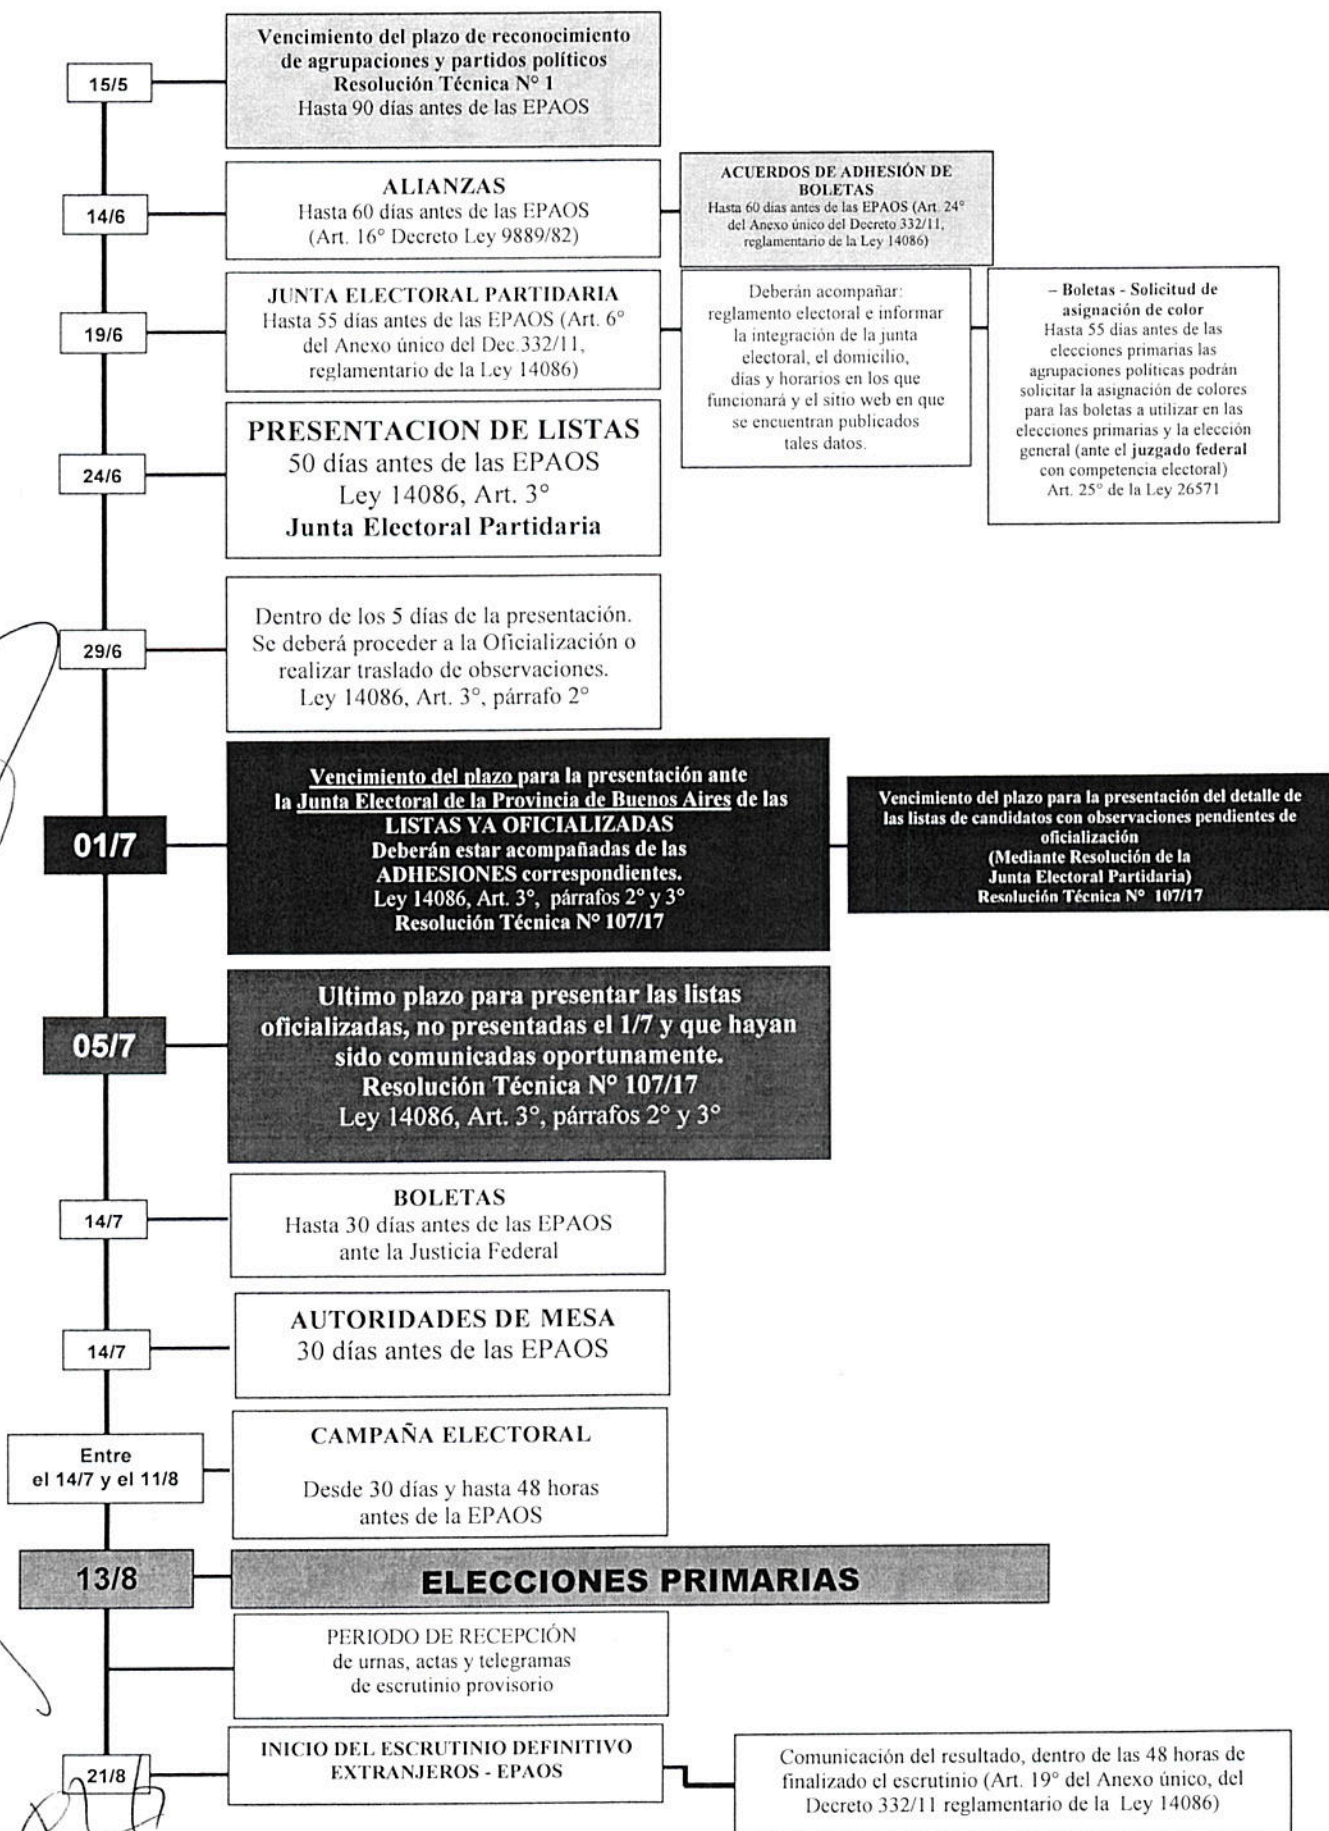 15/5
Vencimiento del plazo de reconocimiento
de agrupaciones y partidos políticos
Resolución Técnica N° 1
Hasta 90 días antes de las EPAOS
14/6
ALIANZAS
Hasta 60 días antes de las EPAOS
(Art. 16° Decreto Ley 9889/82)
ACUERDOS DE ADHESIÓN DE
BOLETAS
Hasta 60 días antes de las EPAOS (Art. 24°
del Anexo único del Decreto 332/11,
reglamentario de la Ley 14086)
19/6
JUNTA ELECTORAL PARTIDARIA
Hasta 55 días antes de las EPAOS (Art. 6°
del Anexo único del Dec.332/11,
reglamentario de la Ley 14086)
Deberán acompañar:
reglamento electoral e informar
la integración de la junta
electoral, el domicilio,
días y horarios en los que
funcionará y el sitio web en que
se encuentran publicados
tales datos.
– Boletas - Solicitud de
asignación de color
Hasta 55 días antes de las
elecciones primarias las
agrupaciones políticas podrán
solicitar la asignación de colores
para las boletas a utilizar en las
elecciones primarias y la elección
general (ante el juzgado federal
con competencia electoral)
Art. 25° de la Ley 26571
24/6
PRESENTACION DE LISTAS
50 días antes de las EPAOS
Ley 14086, Art. 3°
Junta Electoral Partidaria
29/6
Dentro de los 5 días de la presentación.
Se deberá proceder a la Oficialización o
realizar traslado de observaciones.
Ley 14086, Art. 3°, párrafo 2°
01/7
Vencimiento del plazo para la presentación ante
la Junta Electoral de la Provincia de Buenos Aires de las
LISTAS YA OFICIALIZADAS
Deberán estar acompañadas de las
ADHESIONES correspondientes.
Ley 14086, Art. 3°, párrafos 2° y 3°
Resolución Técnica N° 107/17
Vencimiento del plazo para la presentación del detalle de
las listas de candidatos con observaciones pendientes de
oficialización
(Mediante Resolución de la
Junta Electoral Partidaria)
Resolución Técnica N° 107/17
05/7
Ultimo plazo para presentar las listas
oficializadas, no presentadas el 1/7 y que hayan
sido comunicadas oportunamente.
Resolución Técnica N° 107/17
Ley 14086, Art. 3°, párrafos 2° y 3°
14/7
BOLETAS
Hasta 30 días antes de las EPAOS
ante la Justicia Federal
14/7
AUTORIDADES DE MESA
30 días antes de las EPAOS
Entre
el 14/7 y el 11/8
CAMPAÑA ELECTORAL
Desde 30 días y hasta 48 horas
antes de la EPAOS
13/8
ELECCIONES PRIMARIAS
PERIODO DE RECEPCIÓN
de urnas, actas y telegramas
de escrutinio provisorio
21/8
INICIO DEL ESCRUTINIO DEFINITIVO
EXTRANJEROS - EPAOS
Comunicación del resultado, dentro de las 48 horas de
finalizado el escrutinio (Art. 19° del Anexo único, del
Decreto 332/11 reglamentario de la Ley 14086)